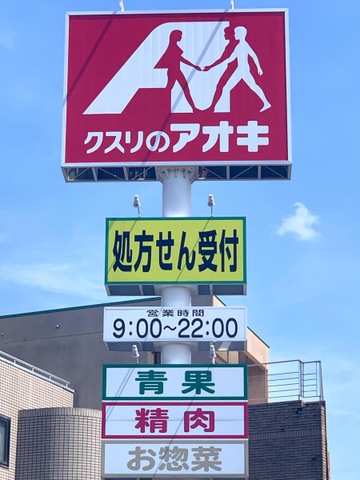 クスリのアオキ
処方せん受付
営業時間
9:00〜22:00
青果
精肉
お惣菜